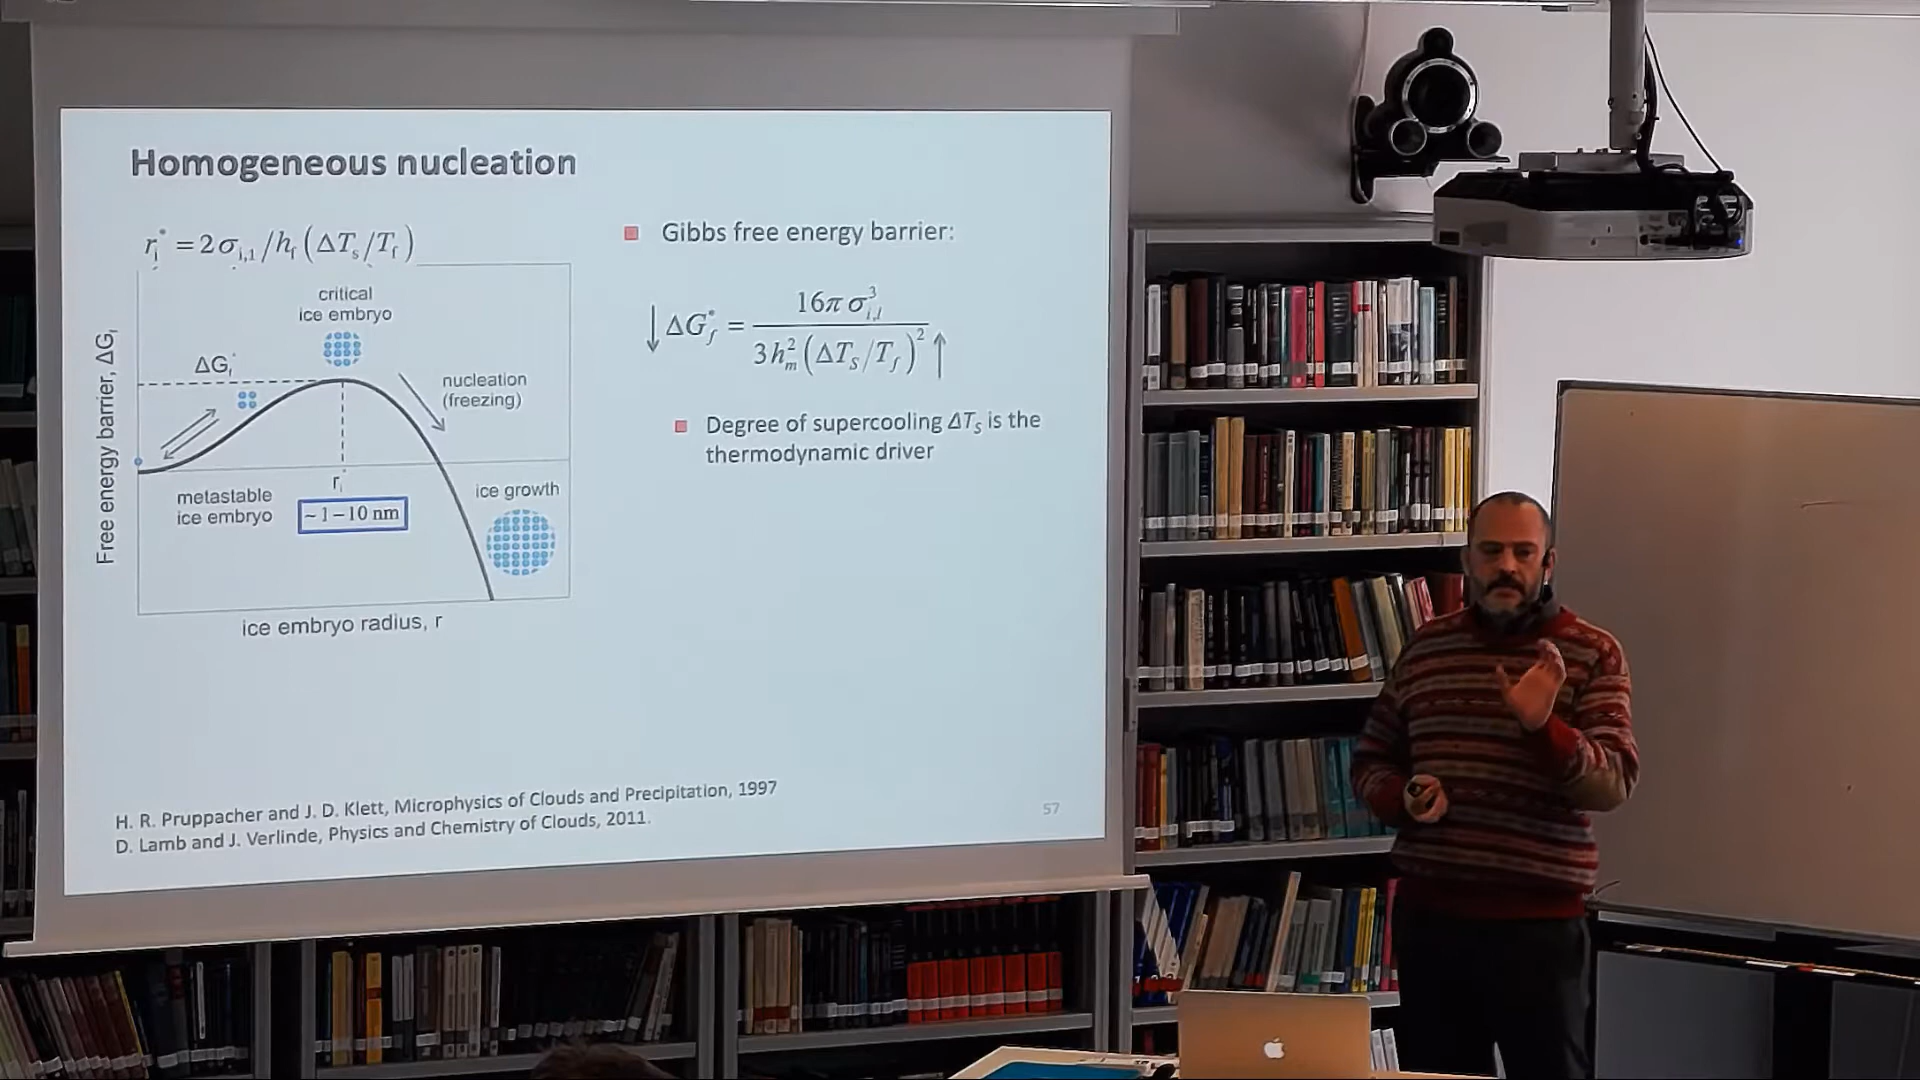 Homogeneous nucleation
r*i = 2σi,1/hf(ΔTs/Tf)
critical
ice embryo
ΔG*i
nucleation
(freezing)
Free energy barrier, ΔGi
r*i
metastable
ice embryo
~1–10 nm
ice growth
ice embryo radius, r
Gibbs free energy barrier:
↓ΔG*f = 16πσ³i,l / 3h²m(ΔTS/Tf)² ↑
Degree of supercooling ΔTS is the
thermodynamic driver
H. R. Pruppacher and J. D. Klett, Microphysics of Clouds and Precipitation, 1997
D. Lamb and J. Verlinde, Physics and Chemistry of Clouds, 2011.
57